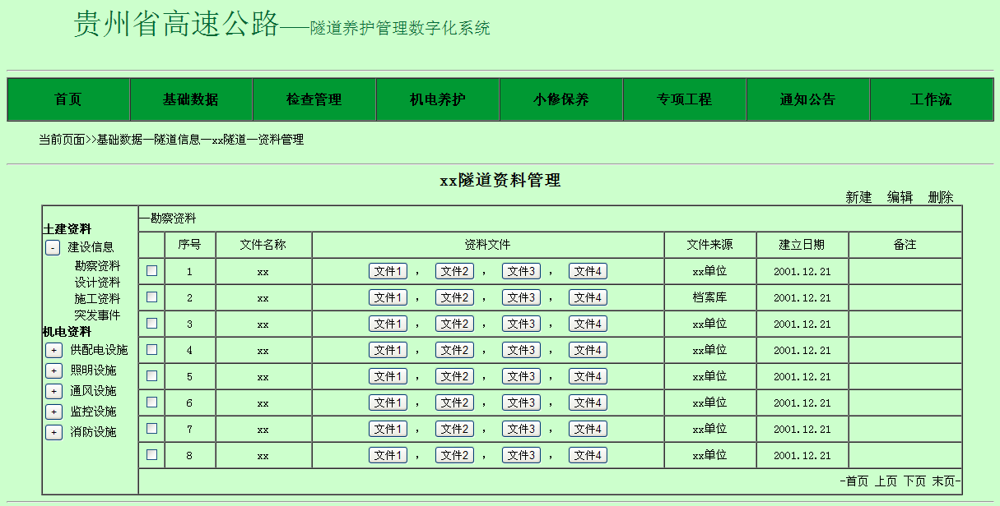 贵州省高速公路——隧道养护管理数字化系统
首页 基础数据 检查管理 机电养护 小修保养 专项工程 通知公告 工作流
当前页面>>基础数据—隧道信息—xx隧道—资料管理
xx隧道资料管理
新建 编辑 删除
土建资料
- 建设信息
勘察资料
设计资料
施工资料
突发事件
机电资料
+ 供配电设施
+ 照明设施
+ 通风设施
+ 监控设施
+ 消防设施
—勘察资料
序号 文件名称 资料文件 文件来源 建立日期 备注
1 xx 文件1 ， 文件2 ， 文件3 ， 文件4 xx单位 2001.12.21
2 xx 文件1 ， 文件2 ， 文件3 ， 文件4 档案库 2001.12.21
3 xx 文件1 ， 文件2 ， 文件3 ， 文件4 xx单位 2001.12.21
4 xx 文件1 ， 文件2 ， 文件3 ， 文件4 xx单位 2001.12.21
5 xx 文件1 ， 文件2 ， 文件3 ， 文件4 xx单位 2001.12.21
6 xx 文件1 ， 文件2 ， 文件3 ， 文件4 xx单位 2001.12.21
7 xx 文件1 ， 文件2 ， 文件3 ， 文件4 xx单位 2001.12.21
8 xx 文件1 ， 文件2 ， 文件3 ， 文件4 xx单位 2001.12.21
-首页 上页 下页 末页-